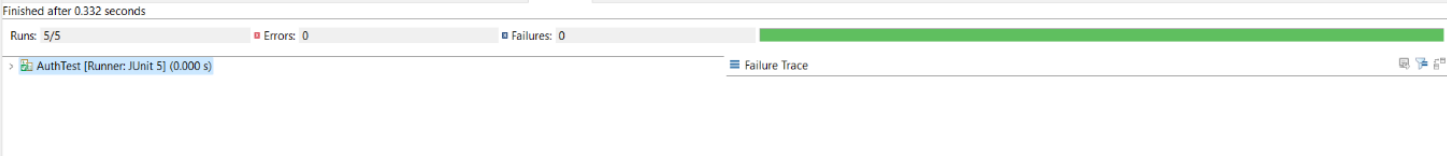 Finished after 0.332 seconds
Runs: 5/5 Errors: 0 Failures: 0
AuthTest [Runner: JUnit 5] (0.000 s) Failure Trace